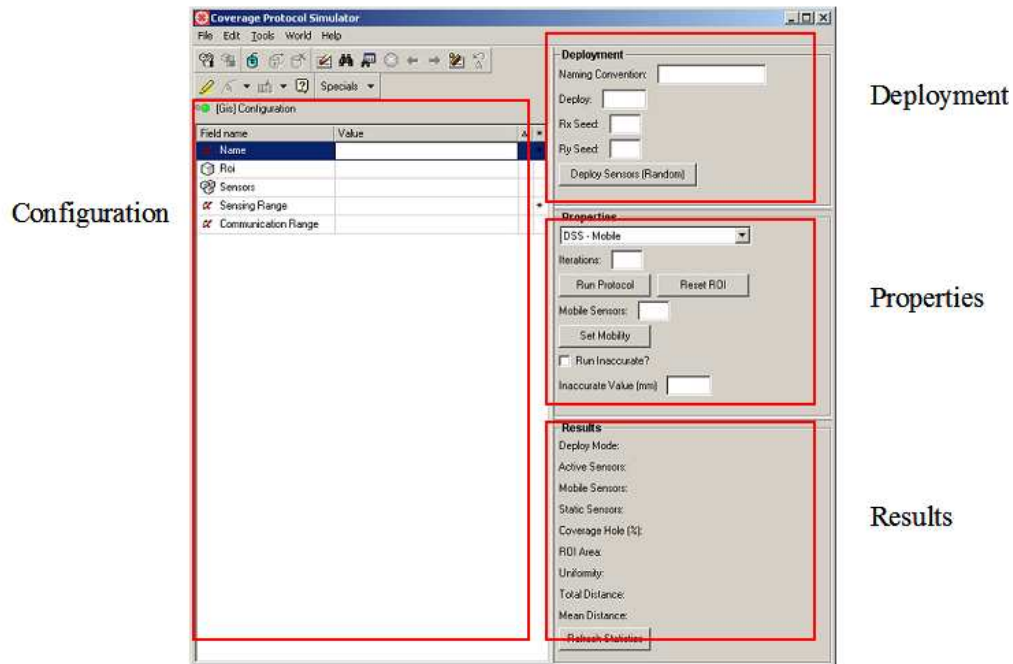 Coverage Protocol Simulator
File Edit Tools World Help
Specials
[Gis] Configuration
Field name Value
Name
Roi
Sensors
Sensing Range
Communication Range
Configuration
Deployment
Naming Convention:
Deploy:
Rx Seed:
Ry Seed:
Deploy Sensors (Random)
Deployment
Properties
DSS - Mobile
Iterations:
Run Protocol Reset ROI
Mobile Sensors:
Set Mobility
Run Inaccurate?
Inaccurate Value (mm)
Properties
Results
Deploy Mode:
Active Sensors:
Mobile Sensors:
Static Sensors:
Coverage Hole (%):
ROI Area:
Uniformity:
Total Distance:
Mean Distance:
Refresh Statistics
Results